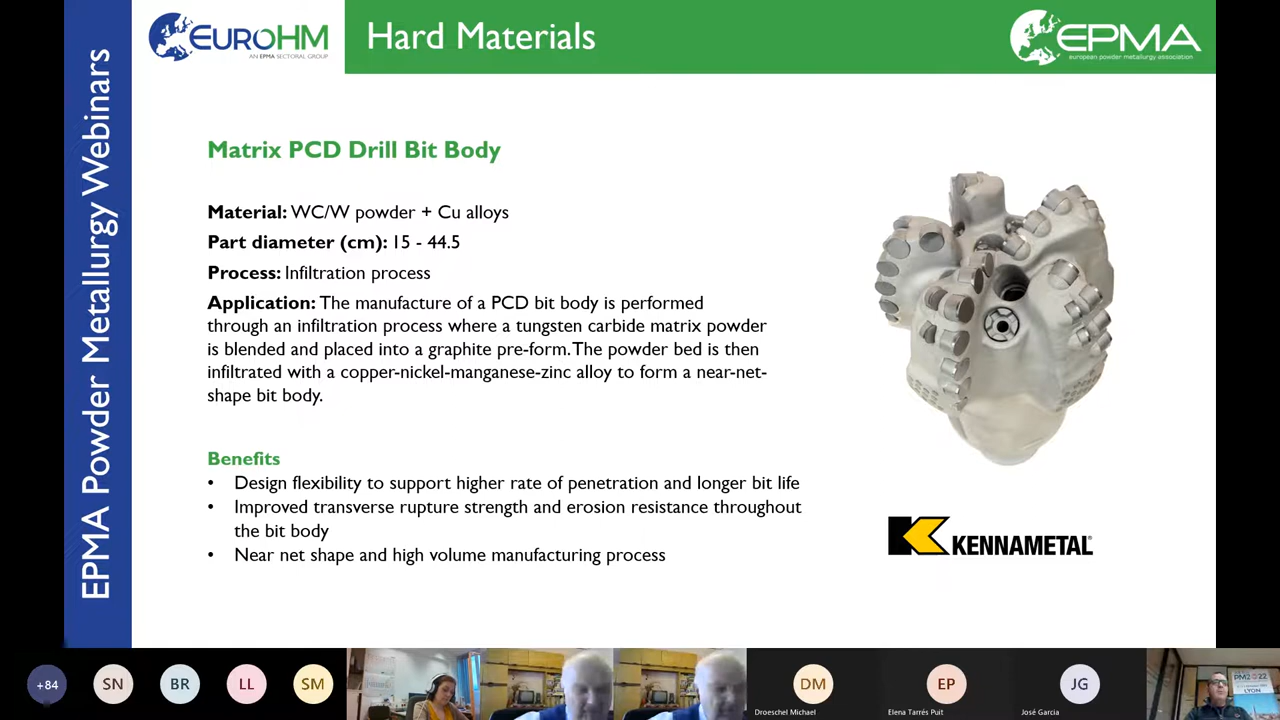 EPMA Powder Metallurgy Webinars
EUROHM
AN EPMA SECTORAL GROUP
Hard Materials
EPMA
european powder metallurgy association
Matrix PCD Drill Bit Body
Material: WC/W powder + Cu alloys
Part diameter (cm): 15 - 44.5
Process: Infiltration process
Application: The manufacture of a PCD bit body is performed
through an infiltration process where a tungsten carbide matrix powder
is blended and placed into a graphite pre-form. The powder bed is then
infiltrated with a copper-nickel-manganese-zinc alloy to form a near-net-
shape bit body.
Benefits
• Design flexibility to support higher rate of penetration and longer bit life
• Improved transverse rupture strength and erosion resistance throughout
the bit body
• Near net shape and high volume manufacturing process
KENNAMETAL
+84
SN
BR
LL
SM
DM
Droeschel Michael
EP
Elena Tarrés Puit
JG
José Garcia
PM2022
LYON